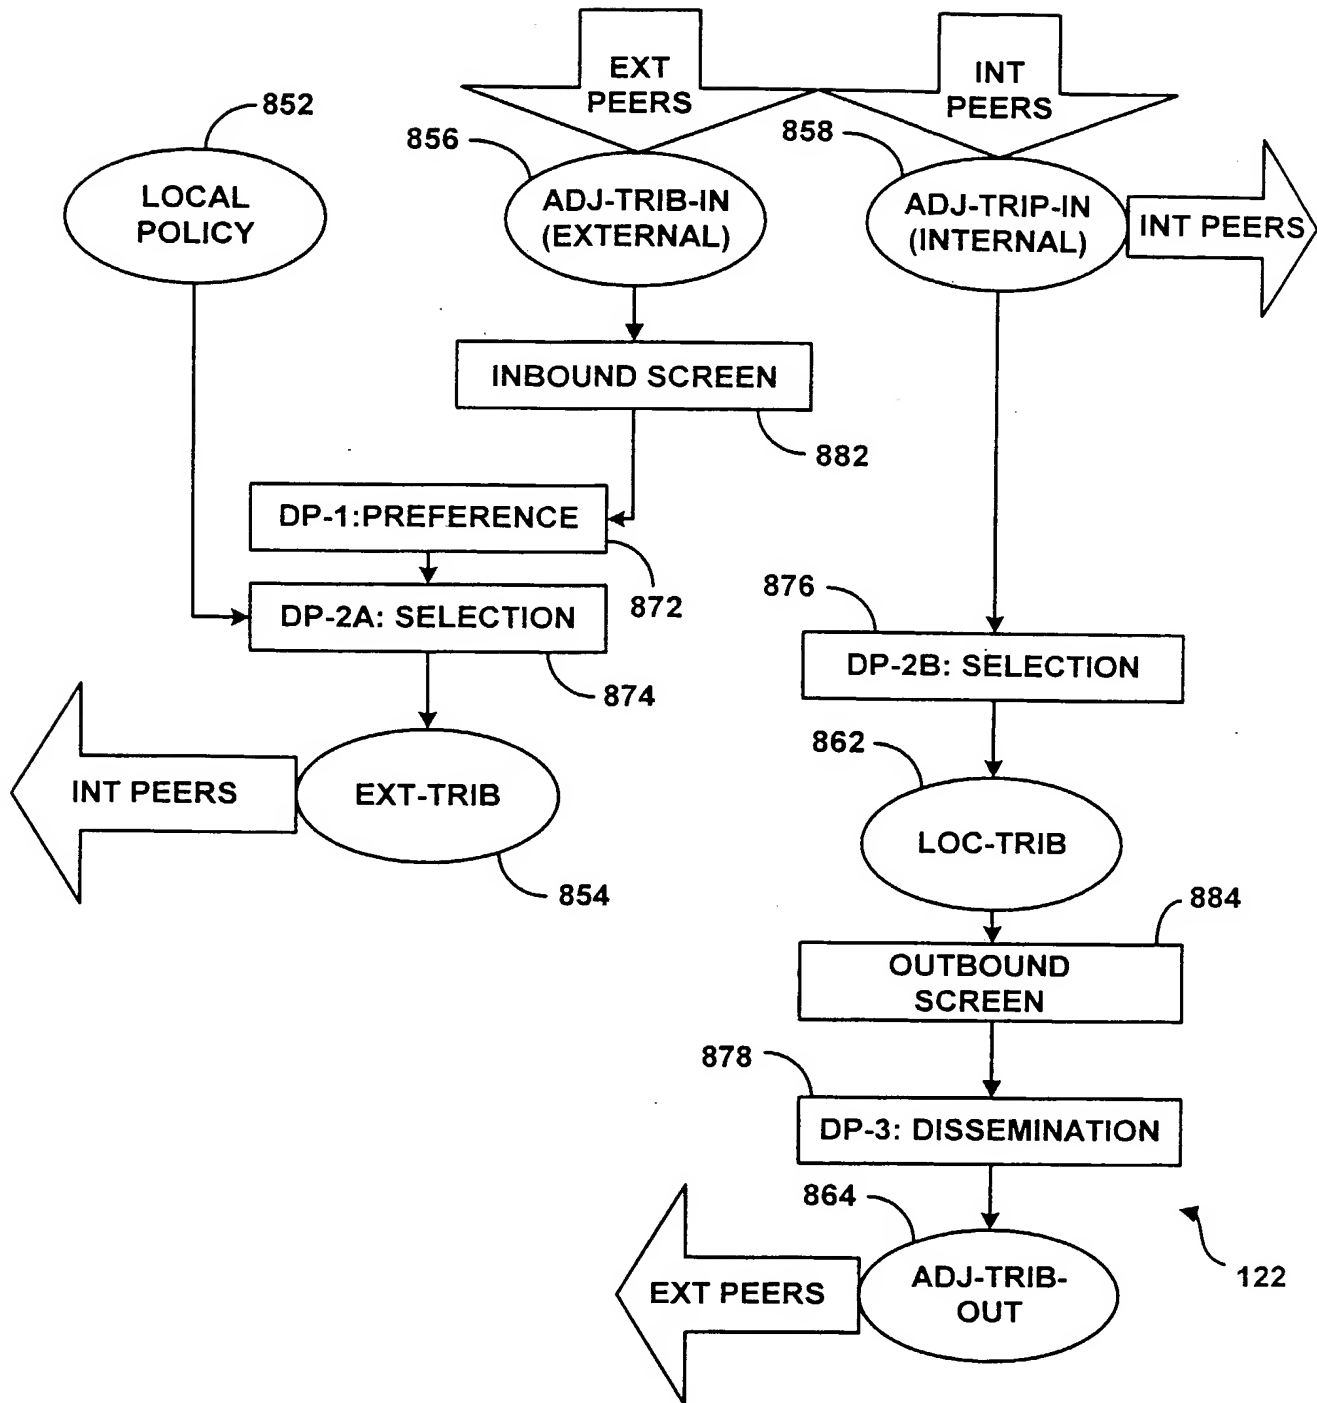 EXT
PEERS
INT
PEERS
852
856
858
LOCAL
POLICY
ADJ-TRIB-IN
(EXTERNAL)
ADJ-TRIP-IN
(INTERNAL)
INT PEERS
INBOUND SCREEN
882
DP-1:PREFERENCE
872
DP-2A: SELECTION
874
876
DP-2B: SELECTION
862
INT PEERS
EXT-TRIB
854
LOC-TRIB
884
OUTBOUND
SCREEN
878
DP-3: DISSEMINATION
864
EXT PEERS
ADJ-TRIB-
OUT
122